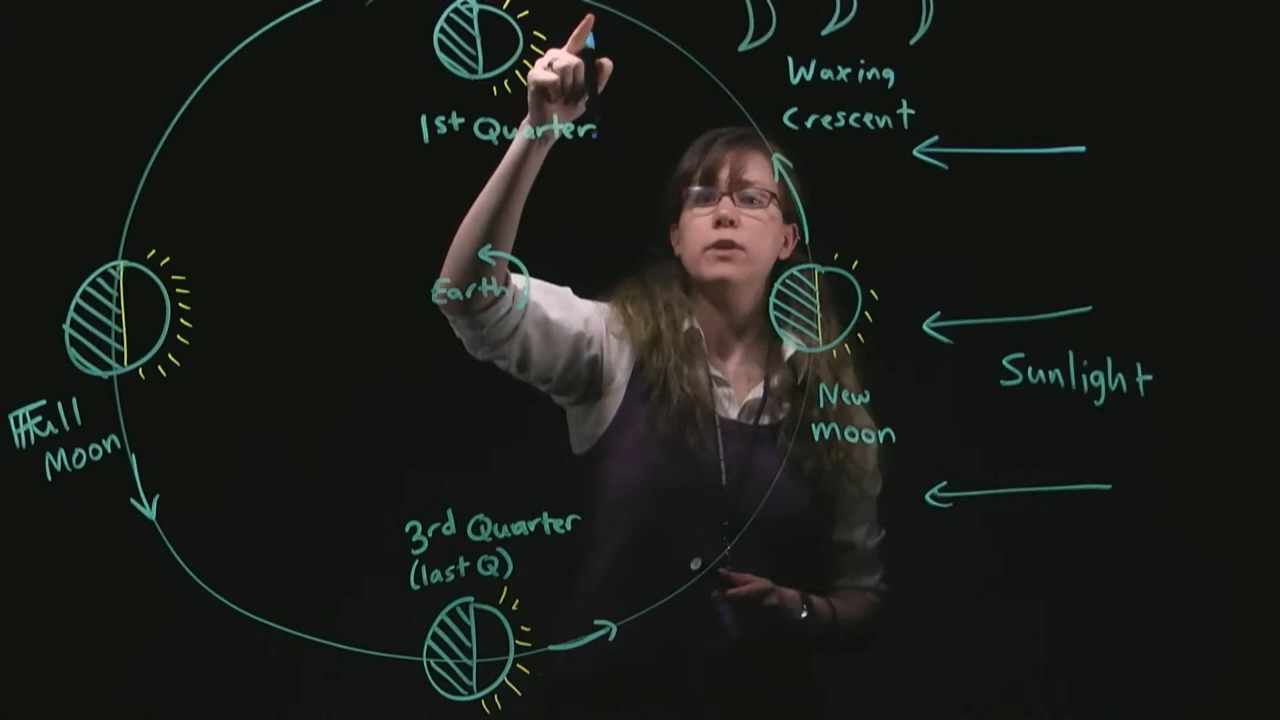 Waxing
Crescent
1st Quarter
Earth
Sunlight
New
moon
Full
Moon
3rd Quarter
(last Q)